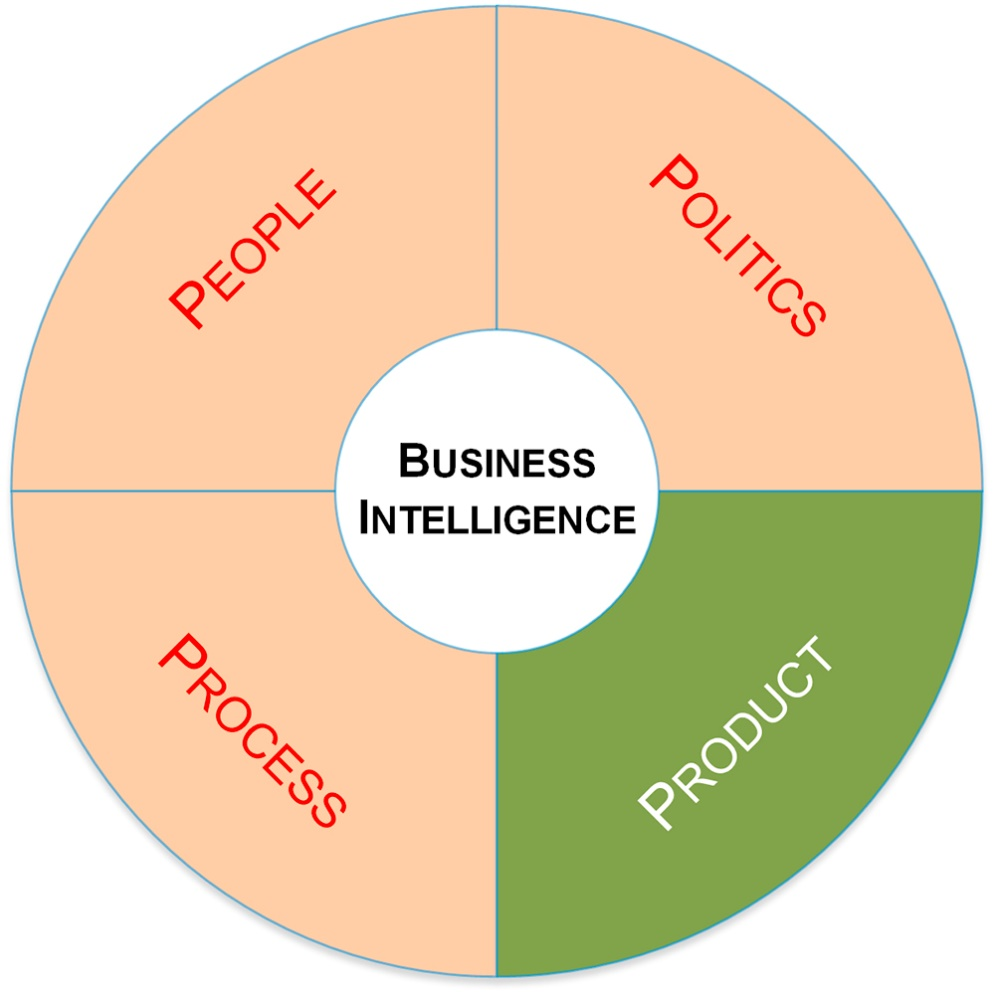 PEOPLE
POLITICS
BUSINESS
INTELLIGENCE
PROCESS
PRODUCT